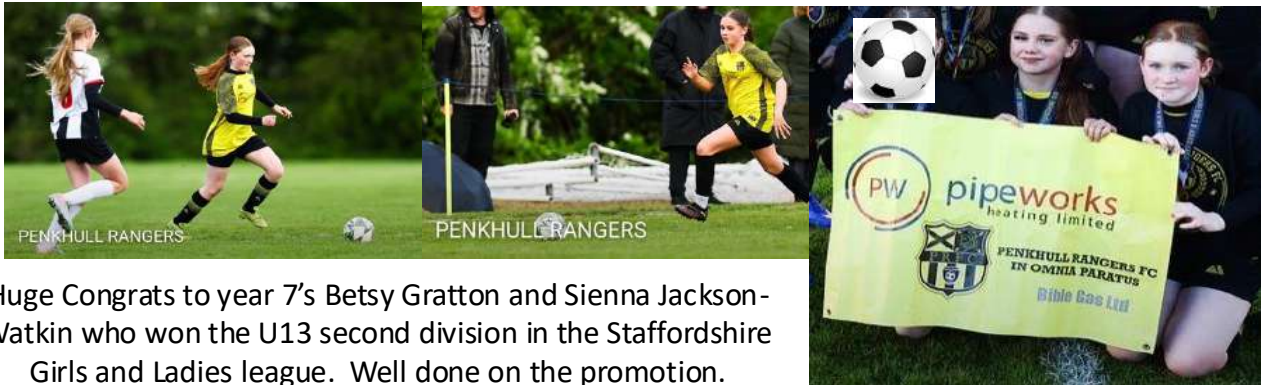 PENKHULL RANGERS
PENKHULL RANGERS
PW
pipeworks
heating limited
PRFC
PENKHULL RANGERS FC
IN OMNIA PARATUS
Bible Gas Ltd
Huge Congrats to year 7’s Betsy Gratton and Sienna Jackson-
Watkin who won the U13 second division in the Staffordshire
Girls and Ladies league.  Well done on the promotion.